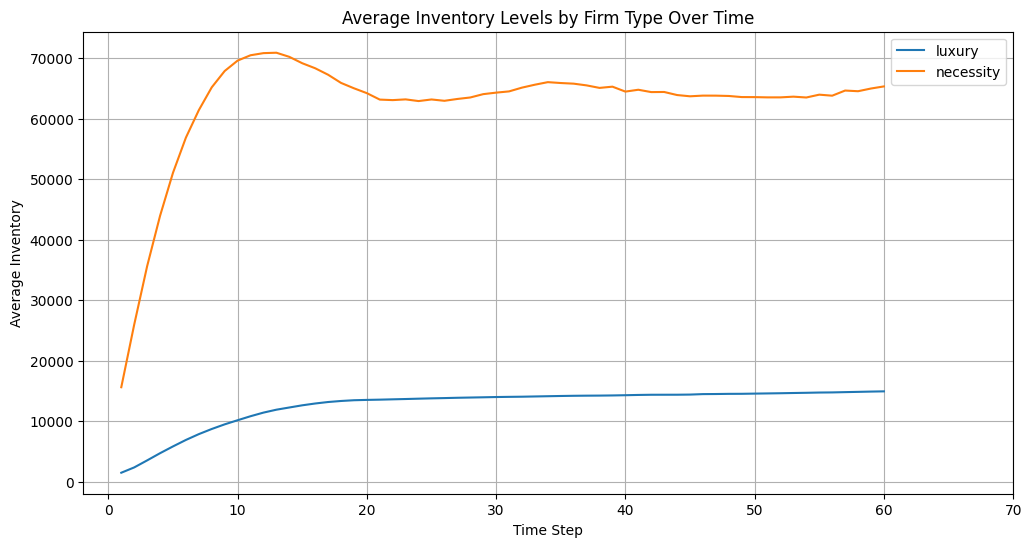 Average Inventory Levels by Firm Type Over Time
luxury
necessity
Average Inventory
70000
60000
50000
40000
30000
20000
10000
0
0 10 20 30 40 50 60 70
Time Step